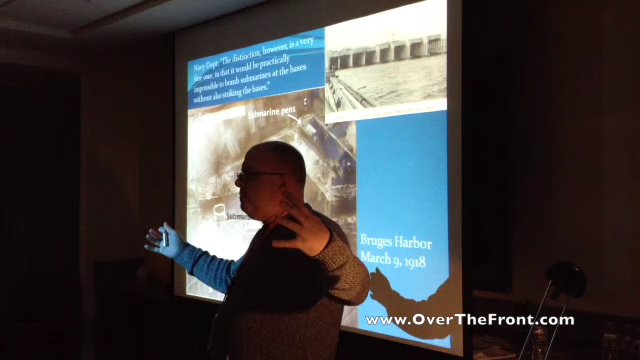 Navy Dept: "The distinction, however, is a very
fine one, in that it would be practically
impossible to bomb submarines at the bases
without also striking the bases."
Submarine pens
Submar
Bruges Harbor
March 9, 1918
www.OverTheFront.com